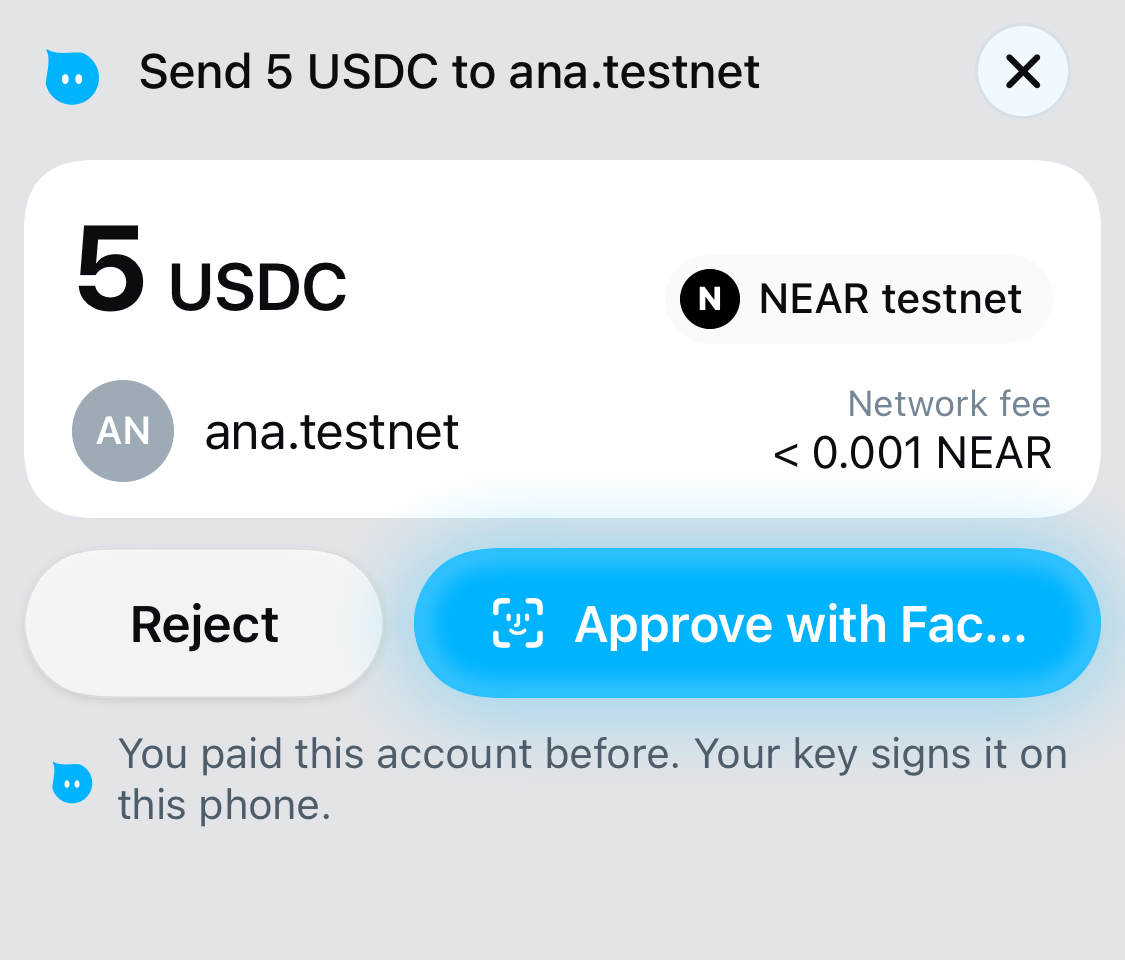 Send 5 USDC to ana.testnet
5 USDC
N NEAR testnet
AN ana.testnet
Network fee
< 0.001 NEAR
Reject
Approve with Fac...
You paid this account before. Your key signs it on
this phone.